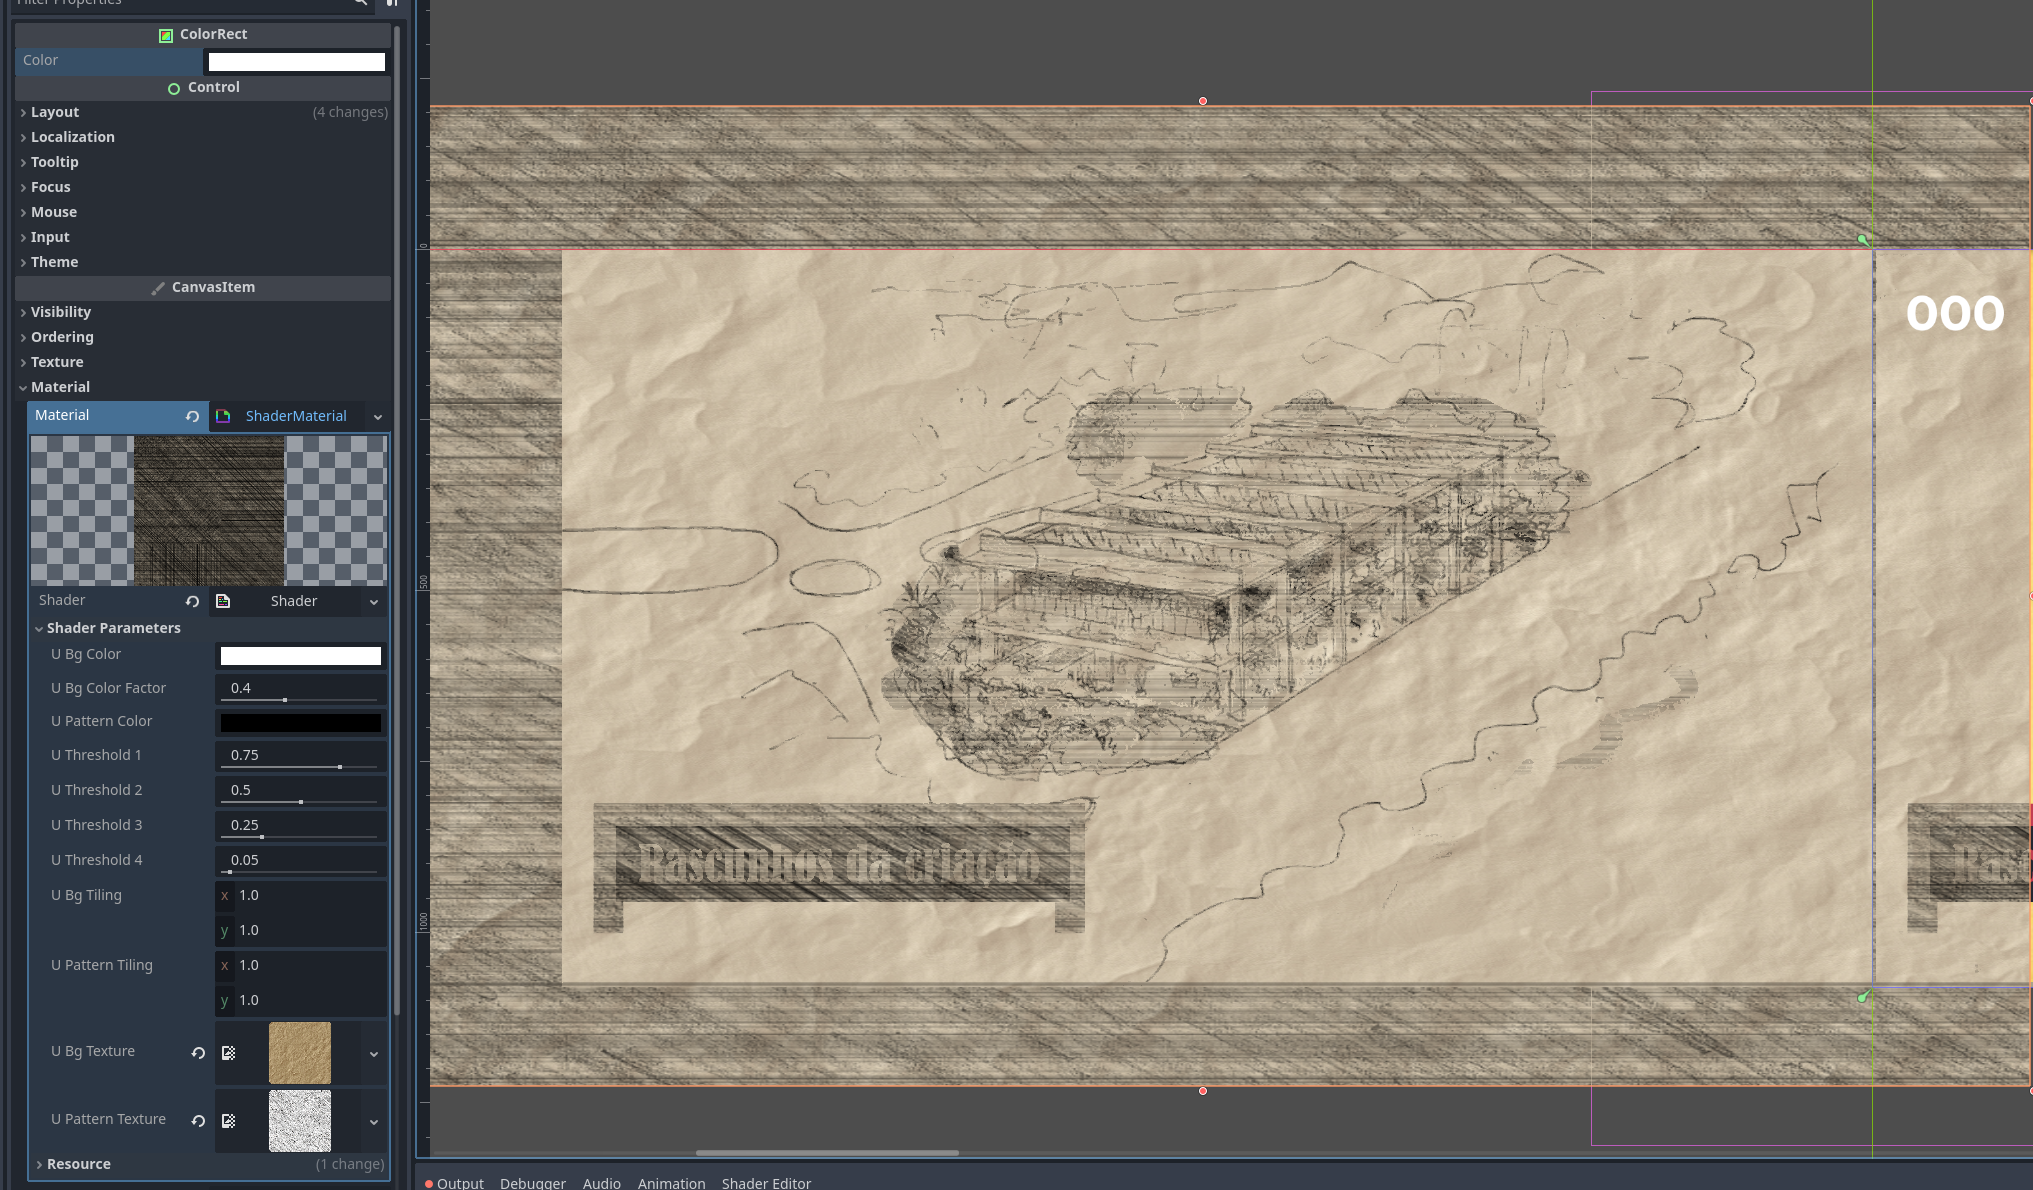 Filter Properties
ColorRect
Color
Control
Layout (4 changes)
Localization
Tooltip
Focus
Mouse
Input
Theme
CanvasItem
Visibility
Ordering
Texture
Material
Material ShaderMaterial
Shader Shader
Shader Parameters
U Bg Color
U Bg Color Factor 0.4
U Pattern Color
U Threshold 1 0.75
U Threshold 2 0.5
U Threshold 3 0.25
U Threshold 4 0.05
U Bg Tiling x 1.0
y 1.0
U Pattern Tiling x 1.0
y 1.0
U Bg Texture
U Pattern Texture
Resource (1 change)
0
500
1000
000
Rascunhos da criação
Ras
Output Debugger Audio Animation Shader Editor